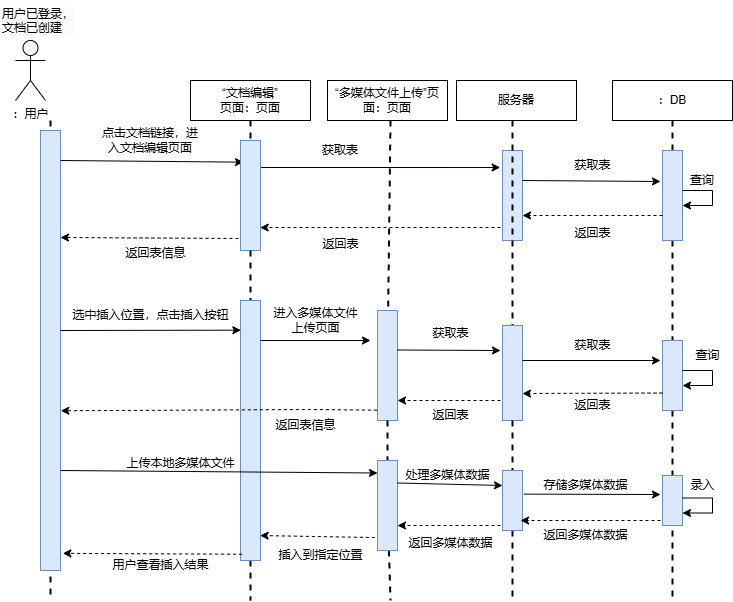 用户已登录，
文档已创建
：用户
“文档编辑”
页面：页面
“多媒体文件上传”页
面：页面
服务器
：DB
点击文档链接，进
入文档编辑页面
获取表
获取表
查询
返回表
返回表
返回表信息
选中插入位置，点击插入按钮
进入多媒体文件
上传页面
获取表
获取表
查询
返回表
返回表
返回表信息
上传本地多媒体文件
处理多媒体数据
存储多媒体数据
录入
返回多媒体数据
返回多媒体数据
插入到指定位置
用户查看插入结果